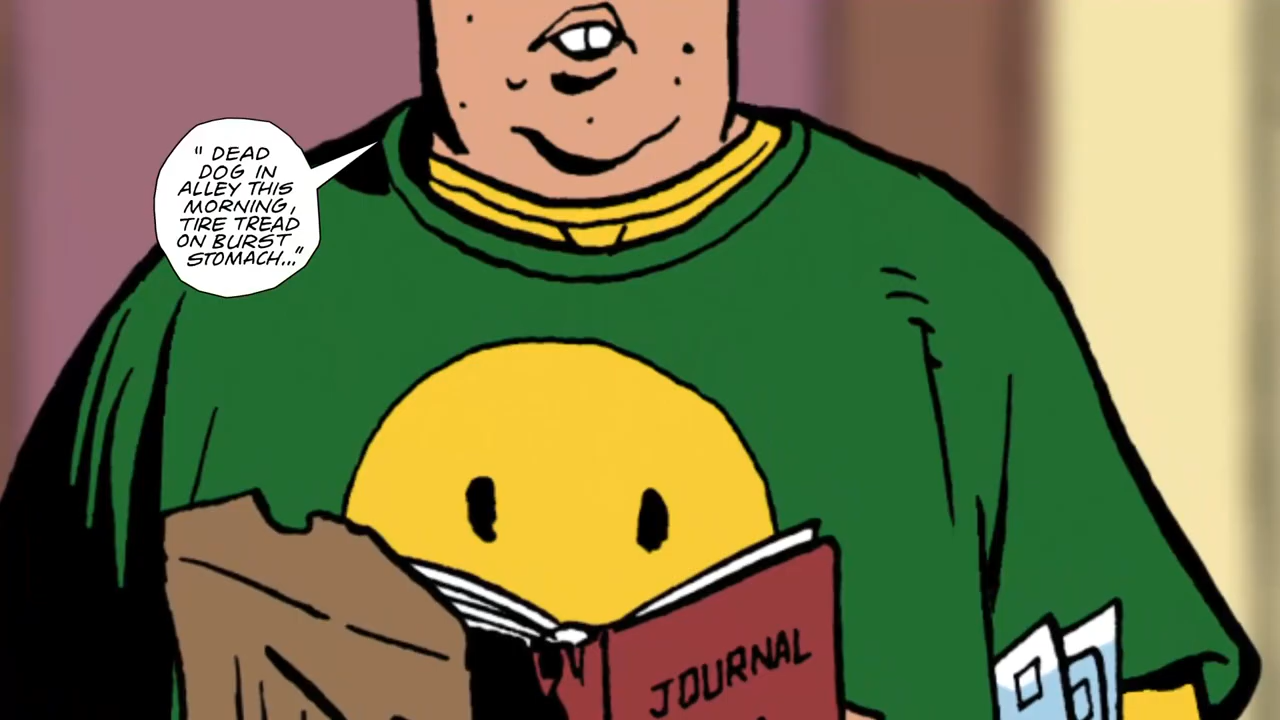 " DEAD
DOG IN
ALLEY THIS
MORNING,
TIRE TREAD
ON BURST
STOMACH..."
JOURNAL